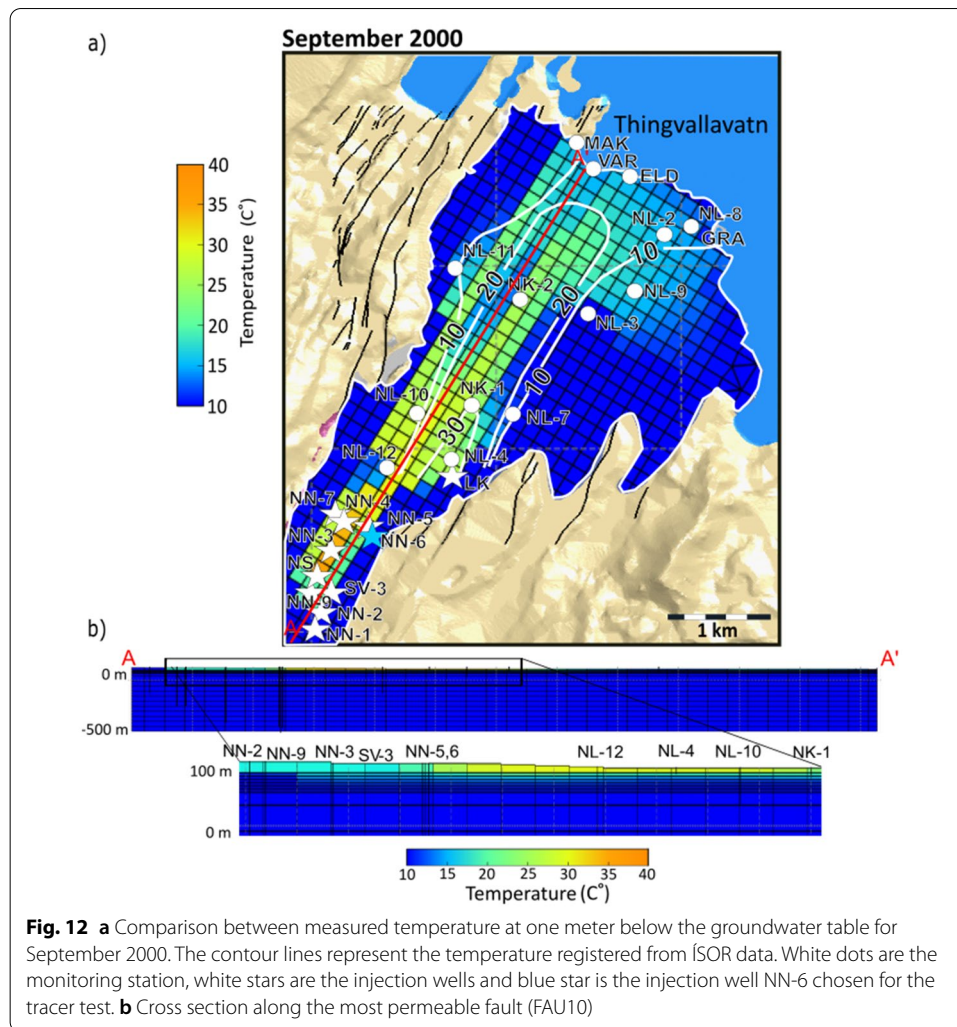 a)
September 2000
Thingvallavatn
MAK
A'
VAR
ELD
40
35
30
25
20
15
10
Temperature (C°)
NL-2
NL-8
GRA
10
NL-11
20
NK-2
20
NL-9
NL-3
10
10
NL-10
NK-1
30
NL-7
NL-12
NL-4
LK
NN-7
NN-4
NN-5
NN-3
NN-6
NS
SV-3
NN-9
NN-2
A
NN-1
1 km
b)
A
A'
0 m
-500 m
NN-2
NN-9
NN-3
SV-3
NN-5,6
NL-12
NL-4
NL-10
NK-1
100 m
0 m
10 15 20 25 30 35 40
Temperature (C°)
Fig. 12 a Comparison between measured temperature at one meter below the groundwater table for
September 2000. The contour lines represent the temperature registered from ÍSOR data. White dots are the
monitoring station, white stars are the injection wells and blue star is the injection well NN-6 chosen for the
tracer test. b Cross section along the most permeable fault (FAU10)